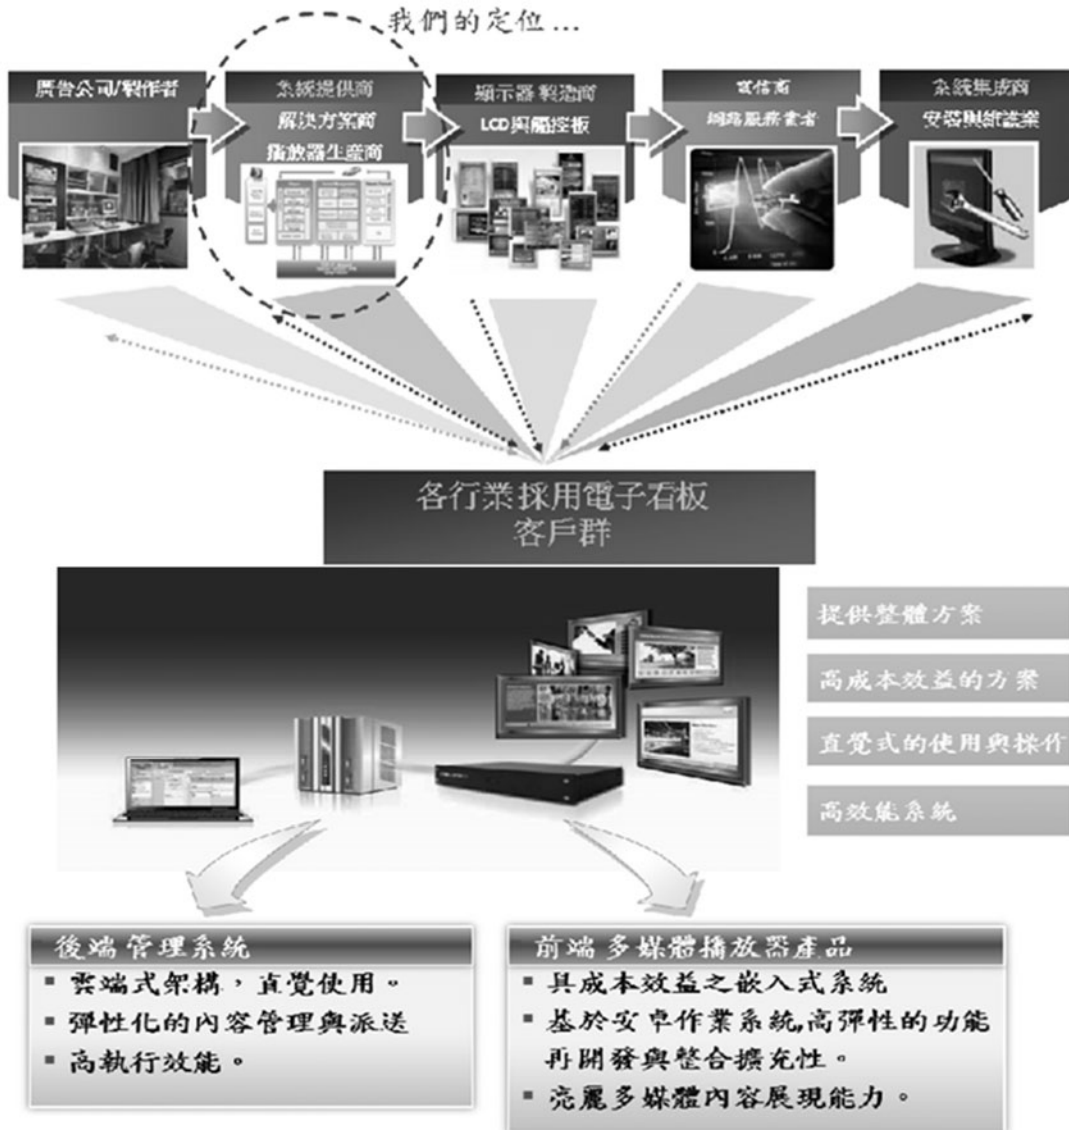 我們的定位...
廣告公司/製作者
系統提供商
解決方案商
播放器生產商
顯示器 製造商
LCD與觸控板
電信商
網路服務業者
系統集成商
安裝與維護業
各行業採用電子看板
客戶群
提供整體方案
高成本效益的方案
直覺式的使用與操作
高效能系統
後端 管理系統
▪ 雲端式架構，直覺使用。
▪ 彈性化的內容管理與派送
▪ 高執行效能。
前端 多媒體播放器產品
▪ 具成本效益之嵌入式系統
▪ 基於安卓作業系統,高彈性的功能
再開發與整合擴充性。
▪ 亮麗多媒體內容展現能力。